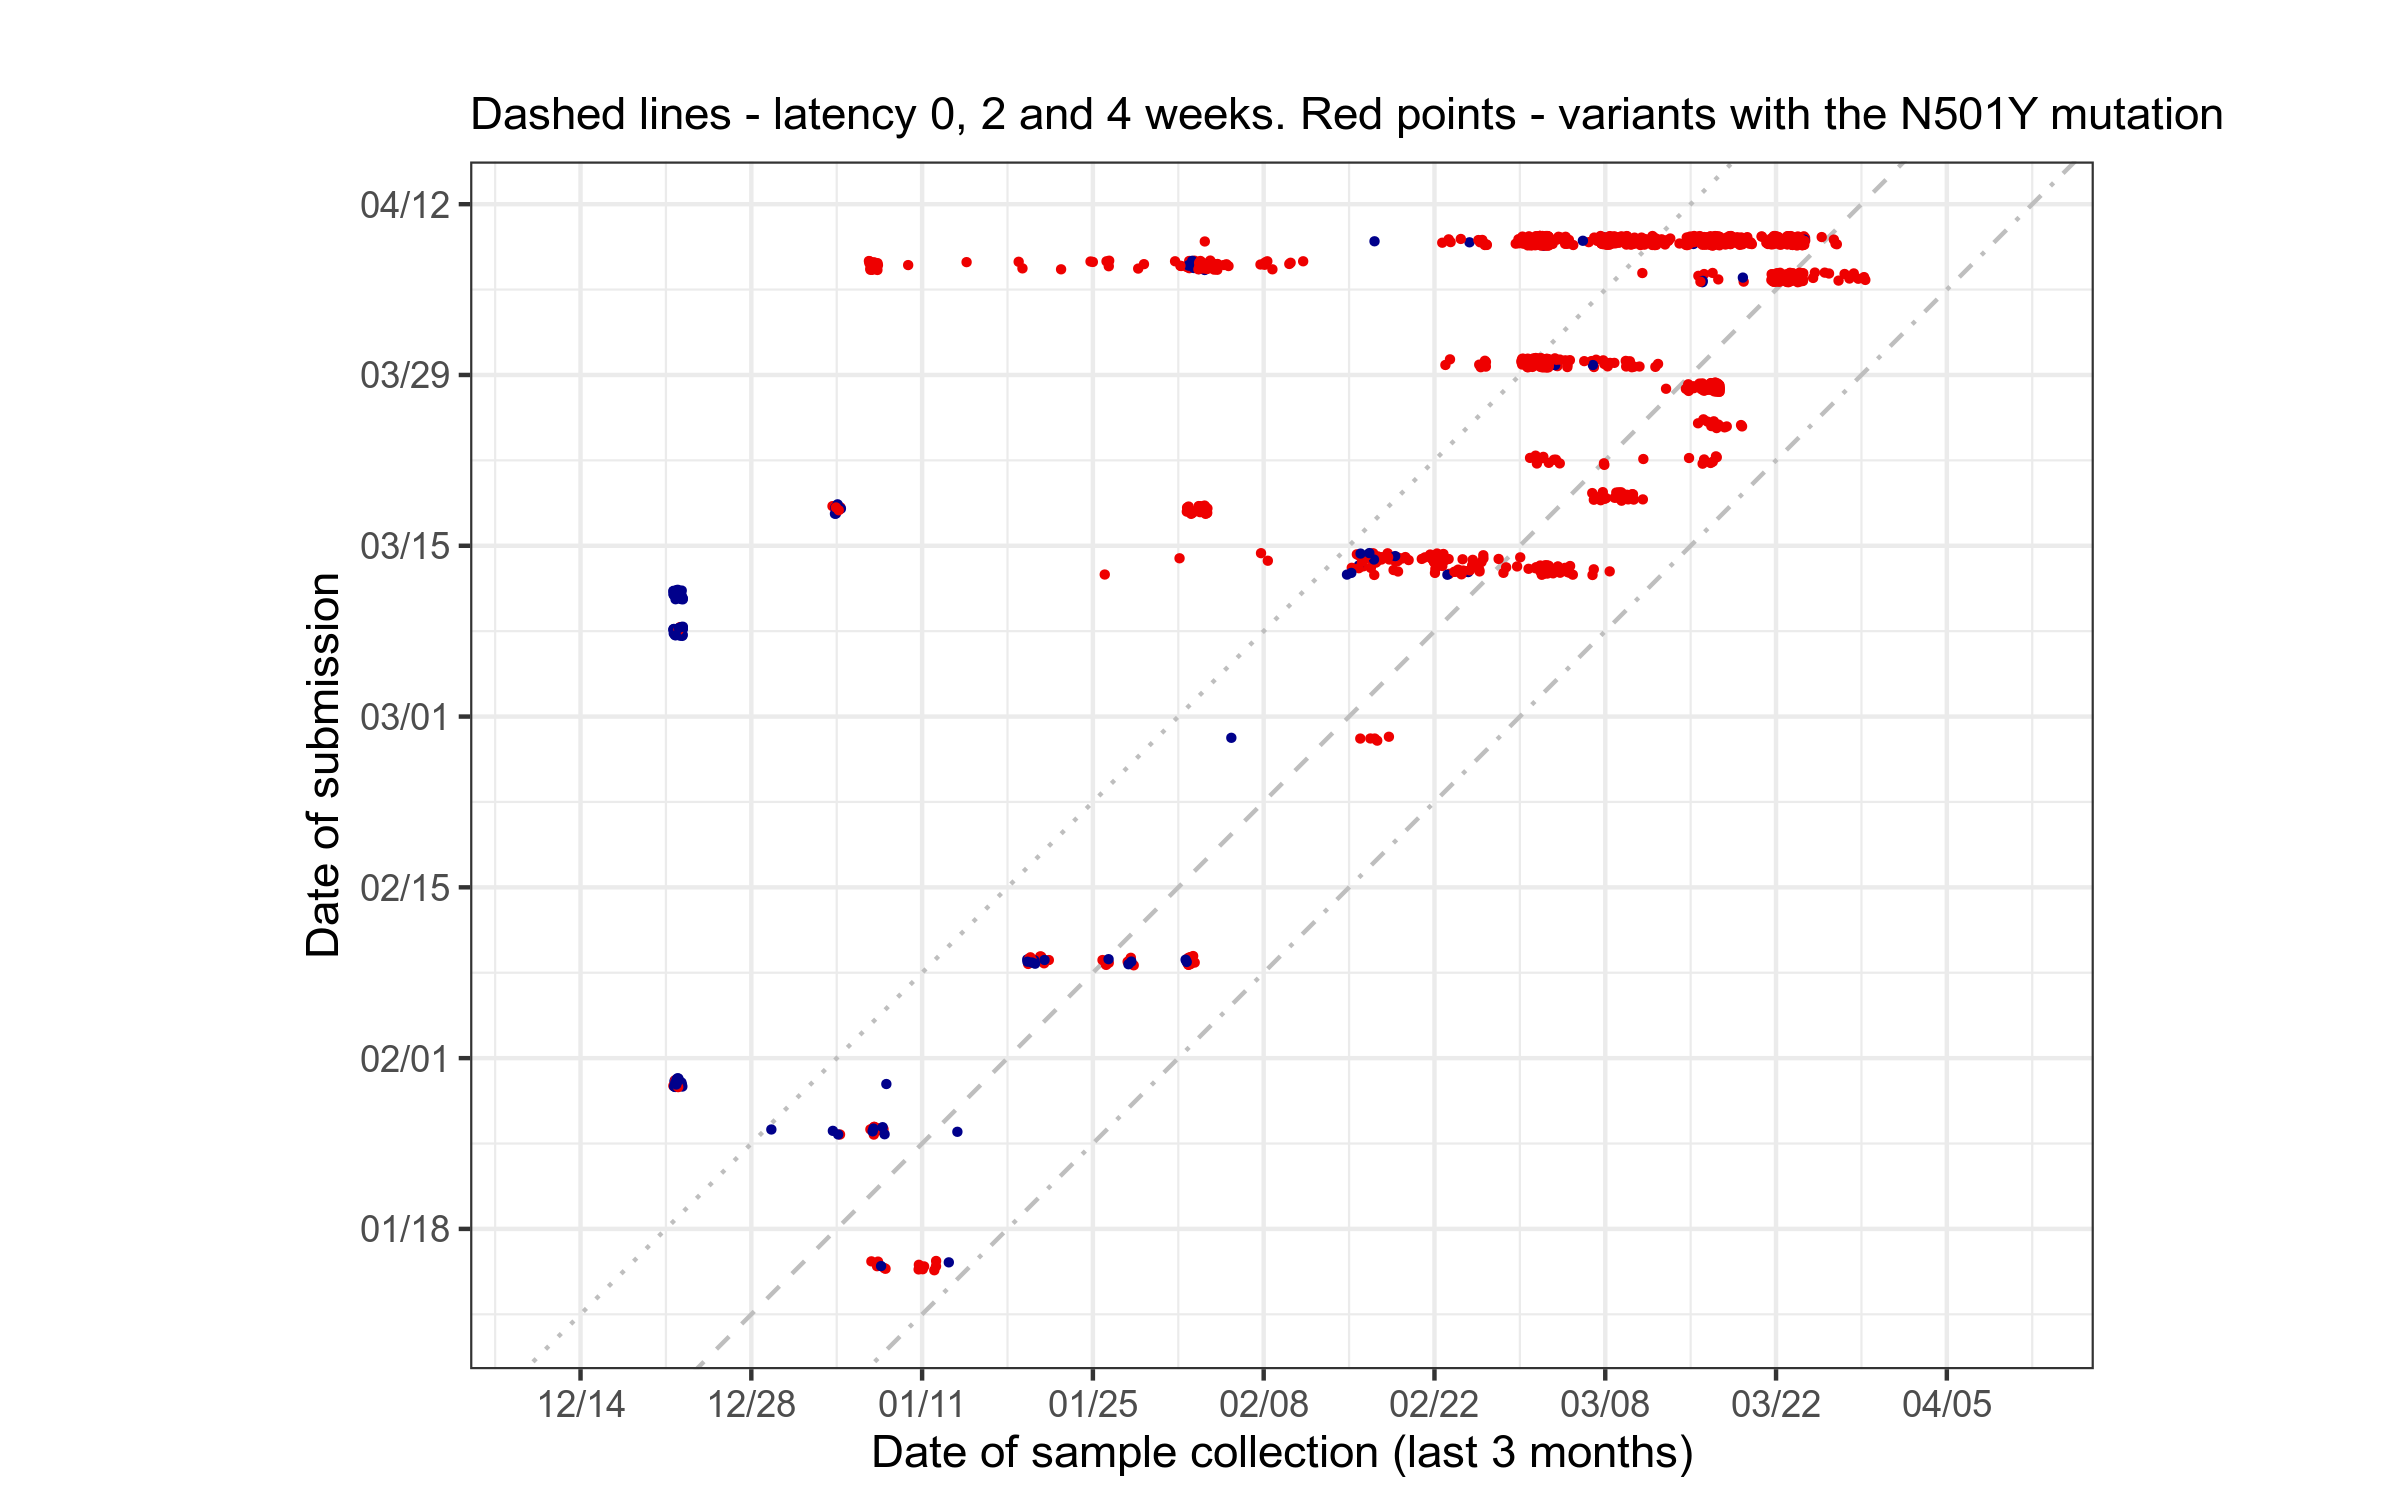 Dashed lines - latency 0, 2 and 4 weeks. Red points - variants with the N501Y mutation
Date of submission
04/12
03/29
03/15
03/01
02/15
02/01
01/18
12/14 12/28 01/11 01/25 02/08 02/22 03/08 03/22 04/05
Date of sample collection (last 3 months)